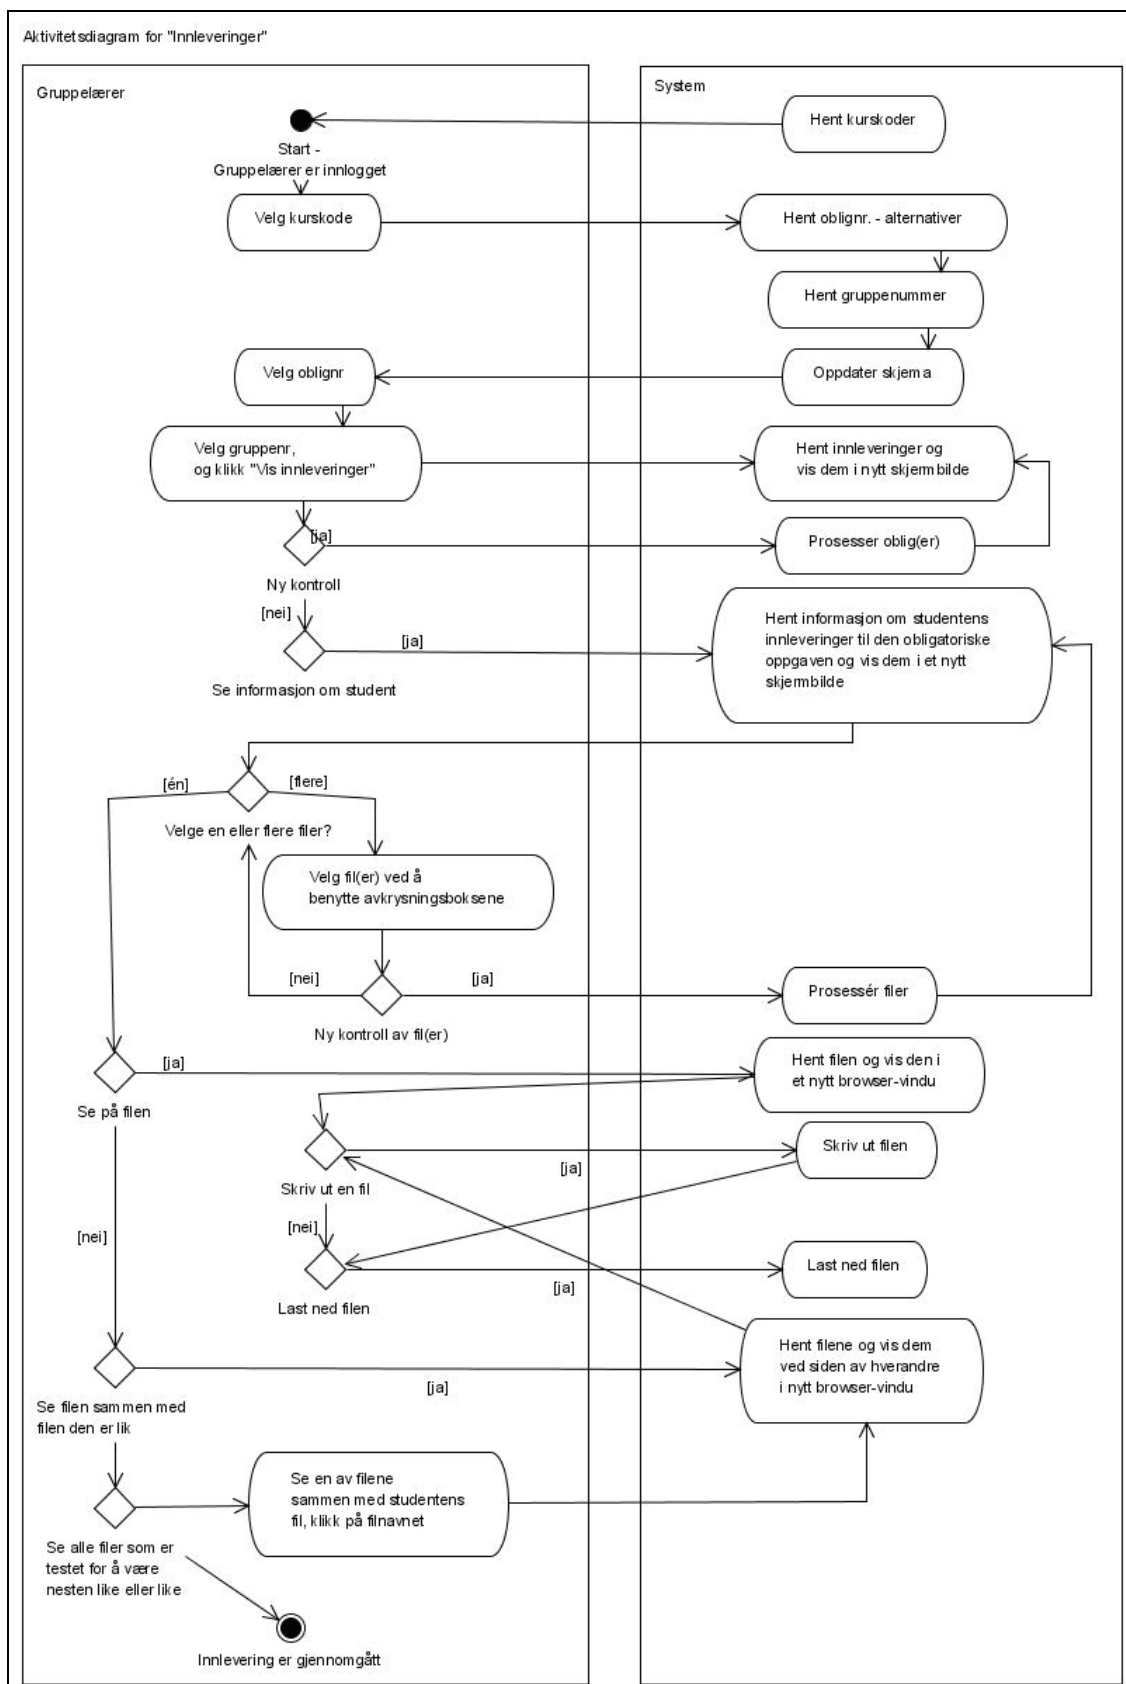 Aktivitetsdiagram for "Innleveringer"
Gruppelærer
System
Hent kurskoder
Start -
Gruppelærer er innlogget
Velg kurskode
Hent oblignr. - alternativer
Hent gruppenummer
Velg oblignr
Oppdater skjema
Velg gruppenr,
og klikk "Vis innleveringer"
Hent innleveringer og
vis dem i nytt skjermbilde
[ja]
Prosesser oblig(er)
Ny kontroll
[nei]
[ja]
Se informasjon om student
Hent informasjon om studentens
innleveringer til den obligatoriske
oppgaven og vis dem i et nytt
skjermbilde
[én]
[flere]
Velge en eller flere filer?
Velg fil(er) ved å
benytte avkrysningsboksene
[nei]
[ja]
Prosessér filer
Ny kontroll av fil(er)
[ja]
Hent filen og vis den i
et nytt browser-vindu
Se på filen
[ja]
Skriv ut filen
Skriv ut en fil
[nei]
[nei]
[ja]
Last ned filen
Last ned filen
Hent filene og vis dem
ved siden av hverandre
i nytt browser-vindu
[ja]
Se filen sammen med
filen den er lik
Se en av filene
sammen med studentens
fil, klikk på filnavnet
Se alle filer som er
testet for å være
nesten like eller like
Innlevering er gjennomgått